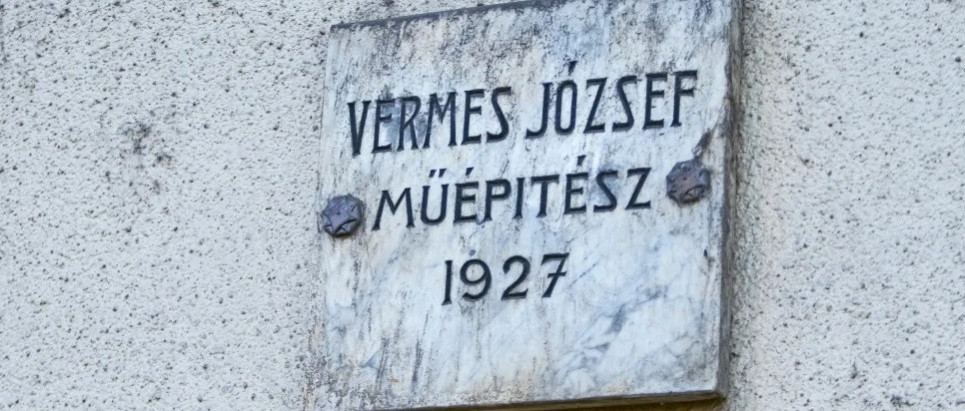 VERMES JÓZSEF
MŰÉPITÉSZ
1927